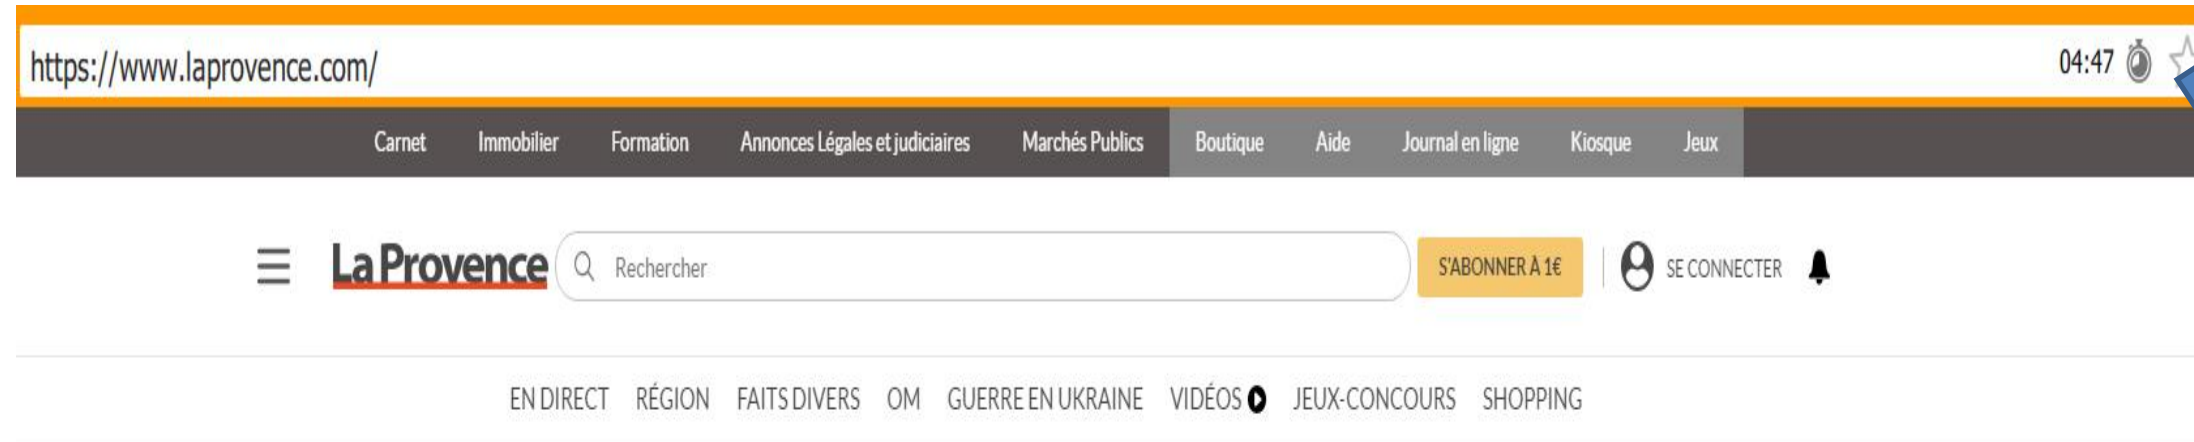 https://www.laprovence.com/ 04:47
Carnet Immobilier Formation Annonces Légales et judiciaires Marchés Publics Boutique Aide Journal en ligne Kiosque Jeux
La Provence Rechercher S'ABONNER À 1€ SE CONNECTER
EN DIRECT RÉGION FAITS DIVERS OM GUERRE EN UKRAINE VIDÉOS JEUX-CONCOURS SHOPPING